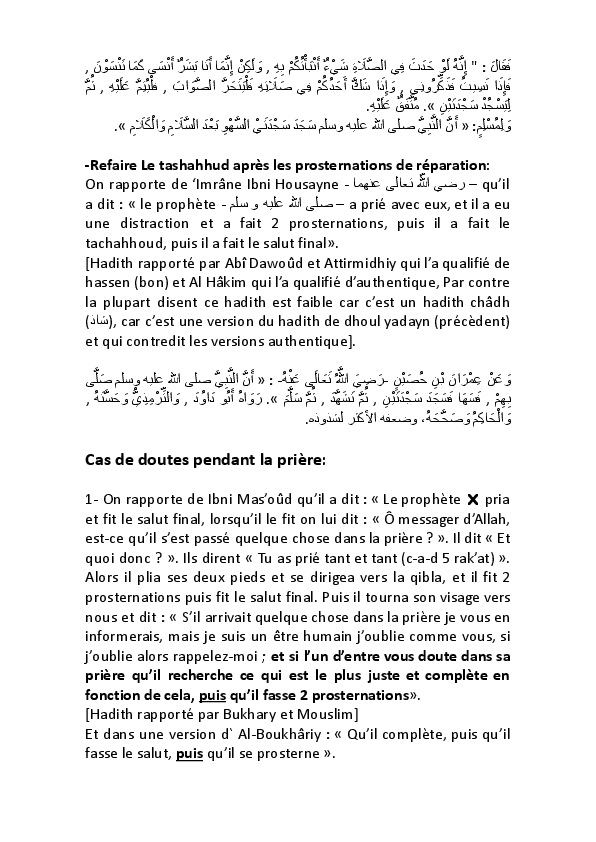 فَقَالَ : " إِنَّهُ لَوْ حَدَثَ فِي الصَّلَاةِ شَيْءٌ أَنْبَأْتُكُمْ بِهِ , وَلَكِنْ إِنَّمَا أَنَا بَشَرٌ أَنْسَى كَمَا تَنْسَوْنَ ,
فَإِذَا نَسِيتُ فَذَكِّرُونِي , وَإِذَا شَكَّ أَحَدُكُمْ فِي صَلَاتِهِ فَلْيَتَحَرَّ الصَّوَابَ , فَلْيُتِمَّ عَلَيْهِ , ثُمَّ
لِيَسْجُدْ سَجْدَتَيْنِ ». مُتَّفَقٌ عَلَيْهِ.
وَلِمُسْلِمٍ: « أَنَّ النَّبِيَّ صلى الله عليه وسلم سَجَدَ سَجْدَتَيْ السَّهْوِ بَعْدَ السَّلَامِ وَالْكَلَامِ ».
-Refaire Le tashahhud après les prosternations de réparation:
On rapporte de ‘Imrâne Ibni Housayne - رضي الله تعالى عنهما – qu’il
a dit : « le prophète - صلى الله عليه و سلم – a prié avec eux, et il a eu
une distraction et a fait 2 prosternations, puis il a fait le
tachahhoud, puis il a fait le salut final».
[Hadith rapporté par Abî Dawoûd et Attirmidhiy qui l’a qualifié de
hassen (bon) et Al Hâkim qui l’a qualifié d’authentique, Par contre
la plupart disent ce hadith est faible car c’est un hadith châdh
(شاذ), car c’est une version du hadith de dhoul yadayn (précèdent)
et qui contredit les versions authentique].
وَعَنْ عِمْرَانَ بْنِ حُصَيْنٍ -رَضِيَ اللَّهُ تَعَالَى عَنْهُ- : « أَنَّ النَّبِيَّ صلى الله عليه وسلم صَلَّى
بِهِمْ , فَسَهَا فَسَجَدَ سَجْدَتَيْنِ , ثُمَّ تَشَهَّدَ , ثُمَّ سَلَّمَ ». رَوَاهُ أَبُو دَاوُدَ , وَالتِّرْمِذِيُّ وَحَسَّنَهُ ,
وَالْحَاكِمُ وَصَحَّحَهُ، وضعفه الأكثر لشذوذه.
Cas de doutes pendant la prière:
1- On rapporte de Ibni Mas’oûd qu’il a dit : « Le prophète ✖ pria
et fit le salut final, lorsqu’il le fit on lui dit : « Ô messager d’Allah,
est-ce qu’il s’est passé quelque chose dans la prière ? ». Il dit « Et
quoi donc ? ». Ils dirent « Tu as prié tant et tant (c-a-d 5 rak’at) ».
Alors il plia ses deux pieds et se dirigea vers la qibla, et il fit 2
prosternations puis fit le salut final. Puis il tourna son visage vers
nous et dit : « S’il arrivait quelque chose dans la prière je vous en
informerais, mais je suis un être humain j’oublie comme vous, si
j’oublie alors rappelez-moi ; et si l’un d’entre vous doute dans sa
prière qu’il recherche ce qui est le plus juste et complète en
fonction de cela, puis qu’il fasse 2 prosternations».
[Hadith rapporté par Bukhary et Mouslim]
Et dans une version d` Al-Boukhâriy : « Qu’il complète, puis qu’il
fasse le salut, puis qu’il se prosterne ».